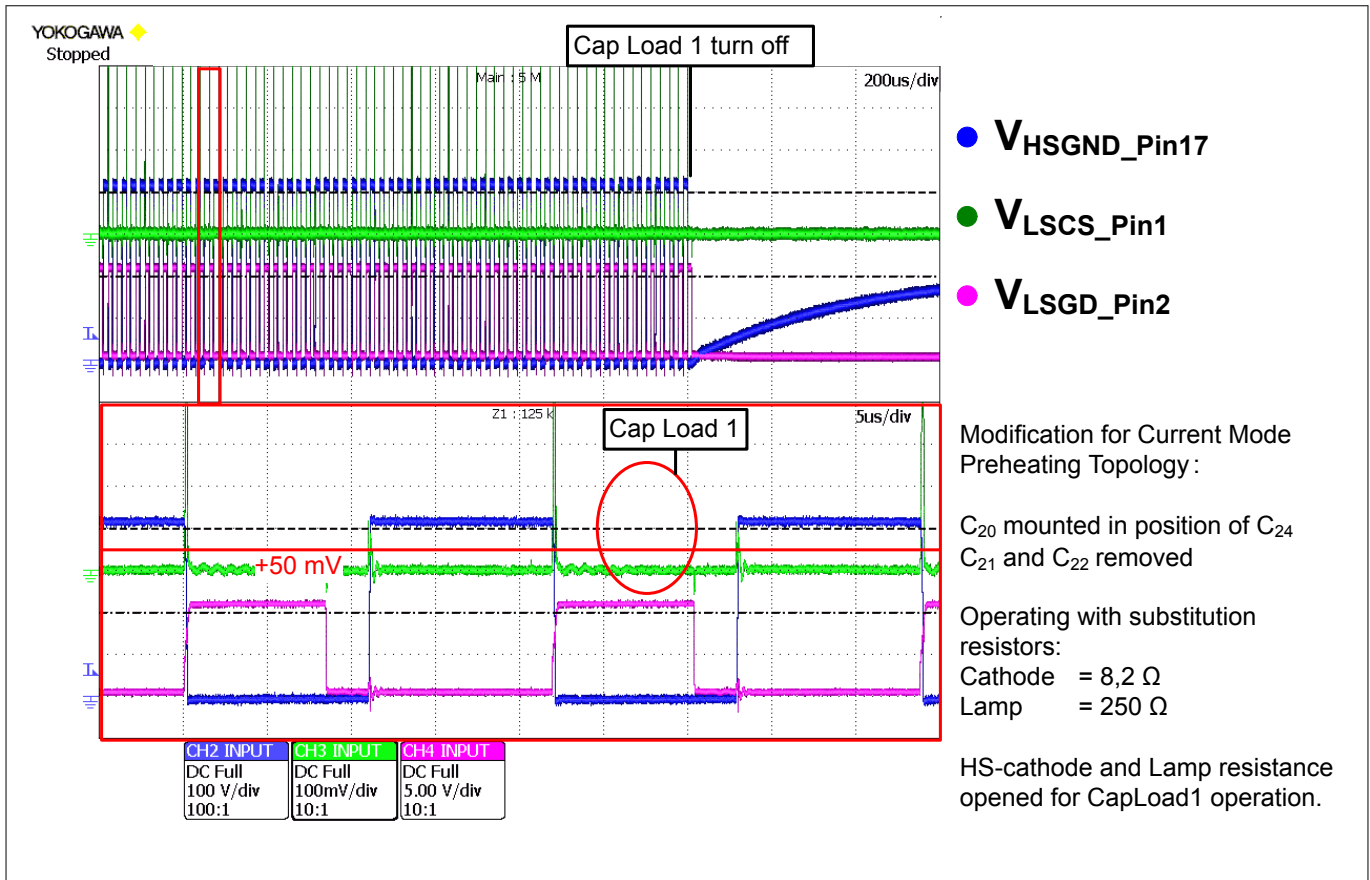 YOKOGAWA
Stopped
Cap Load 1 turn off
Main : 5 M
200us/div
V_HSGND_Pin17
V_LSCS_Pin1
V_LSGD_Pin2
Z1 : 125 k
5us/div
Cap Load 1
+50 mV
Modification for Current Mode
Preheating Topology :
C20 mounted in position of C24
C21 and C22 removed
Operating with substitution
resistors:
Cathode = 8,2 Ω
Lamp = 250 Ω
HS-cathode and Lamp resistance
opened for CapLoad1 operation.
CH2 INPUT
DC Full
100 V/div
100:1
CH3 INPUT
DC Full
100mV/div
10:1
CH4 INPUT
DC Full
5.00 V/div
10:1